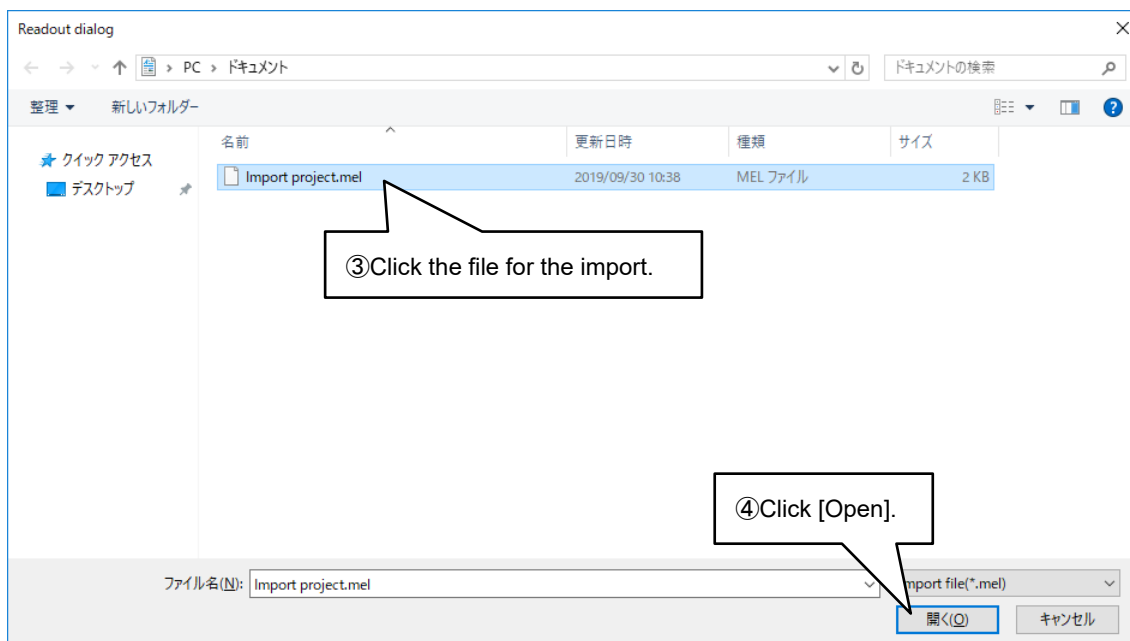 Readout dialog
PC › ドキュメント
ドキュメントの検索
整理 新しいフォルダー
クイック アクセス
デスクトップ
名前 更新日時 種類 サイズ
Import project.mel 2019/09/30 10:38 MEL ファイル 2 KB
③Click the file for the import.
④Click [Open].
ファイル名(N): Import project.mel
mport file(*.mel)
開く(O) キャンセル